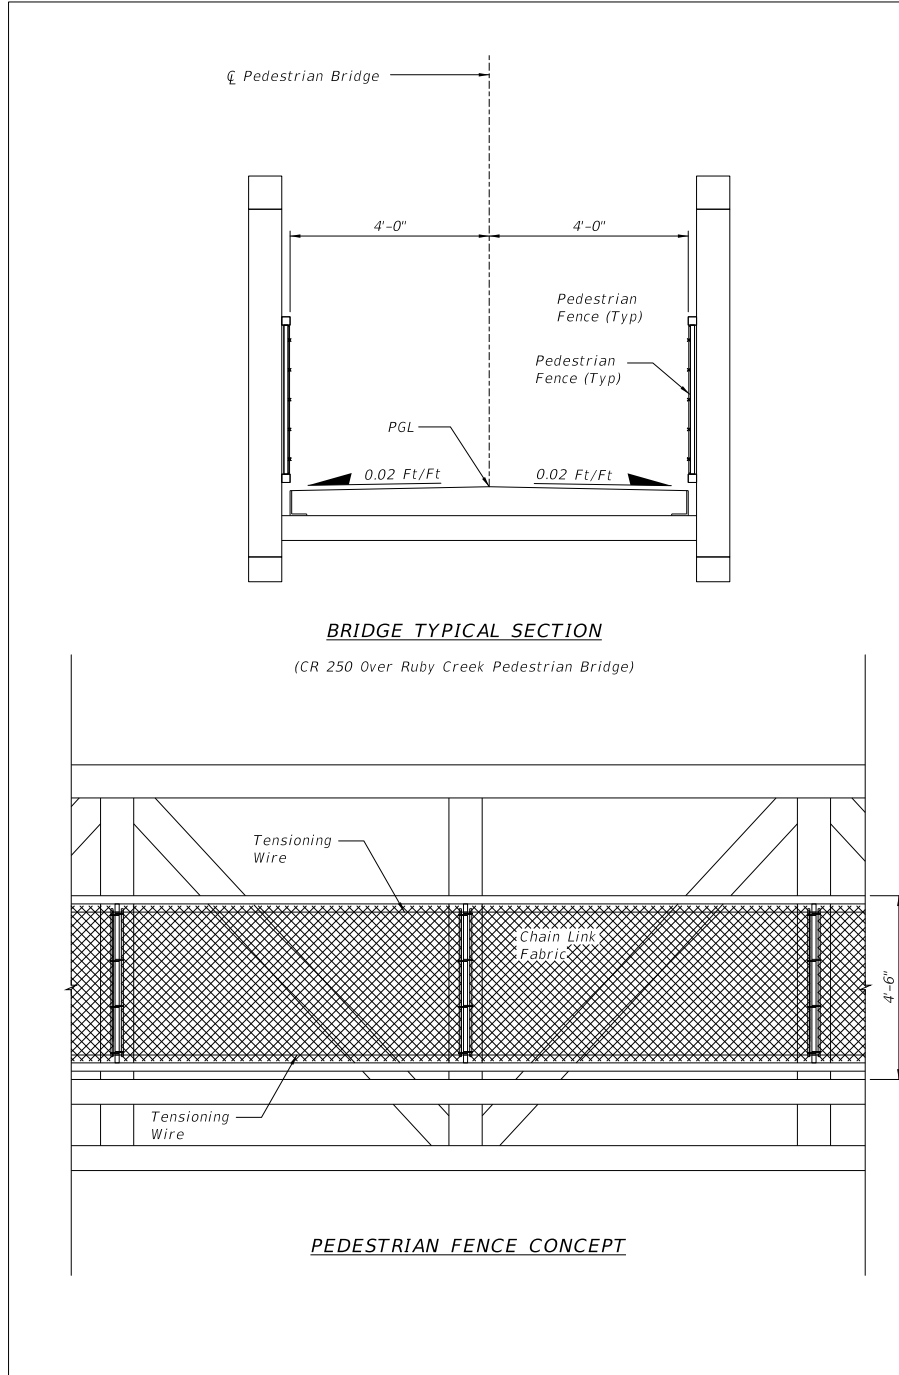 ℄ Pedestrian Bridge
4'-0"
4'-0"
Pedestrian
Fence (Typ)
Pedestrian
Fence (Typ)
PGL
0.02 Ft/Ft
0.02 Ft/Ft
BRIDGE TYPICAL SECTION
(CR 250 Over Ruby Creek Pedestrian Bridge)
Tensioning
Wire
Chain Link
Fabric
4'-6"
Tensioning
Wire
PEDESTRIAN FENCE CONCEPT